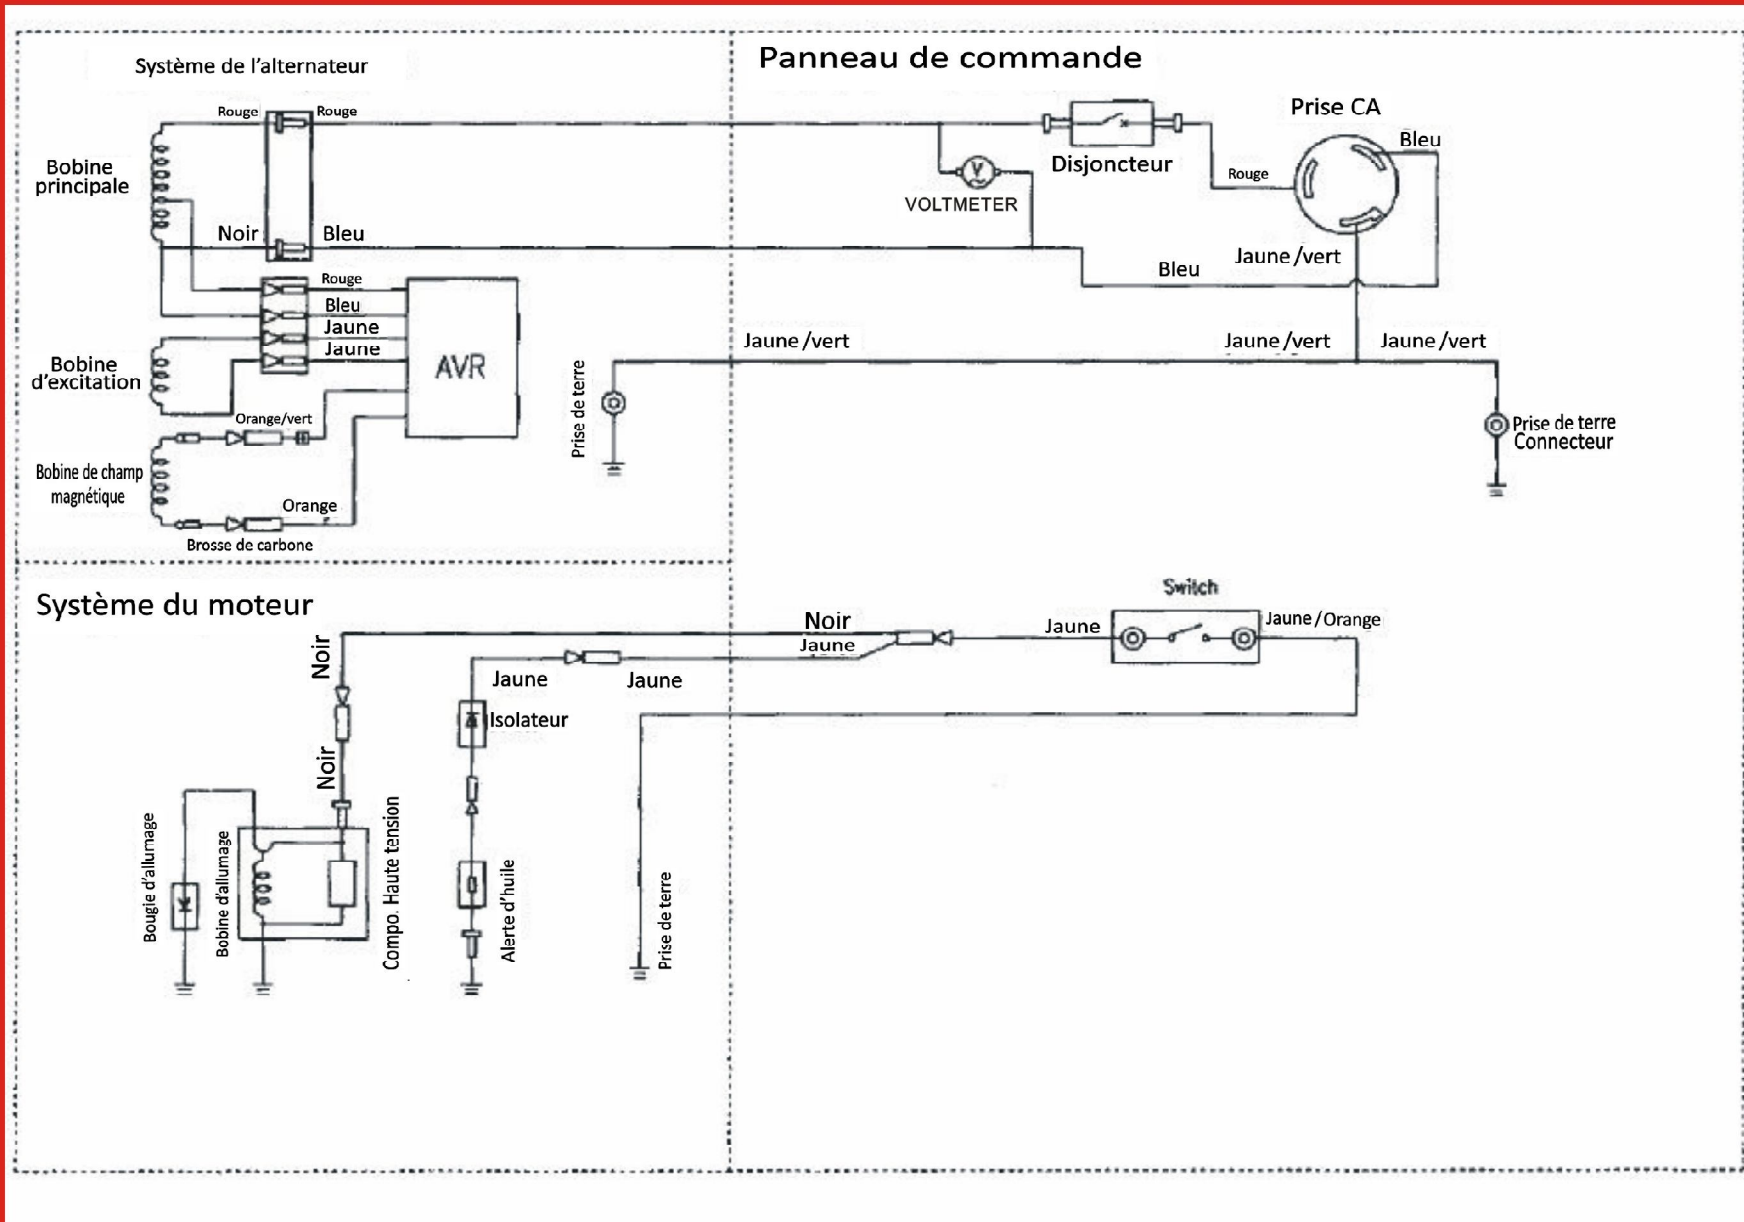 Système de l'alternateur
Panneau de commande
Rouge
Rouge
Prise CA
Bleu
Bobine
principale
Disjoncteur
Rouge
V
VOLTMETER
Noir
Bleu
Jaune/vert
Bleu
Rouge
Bleu
Jaune
Jaune
AVR
Bobine
d'excitation
Jaune/vert
Jaune/vert
Jaune/vert
Prise de terre
Orange/vert
Prise de terre
Connecteur
Bobine de champ
magnétique
Orange
Brosse de carbone
Système du moteur
Switch
Noir
Noir
Jaune
Jaune
Jaune/Orange
Jaune
Jaune
Isolateur
Noir
Bougie d'allumage
Bobine d'allumage
Compo. Haute tension
Alerte d'huile
Prise de terre